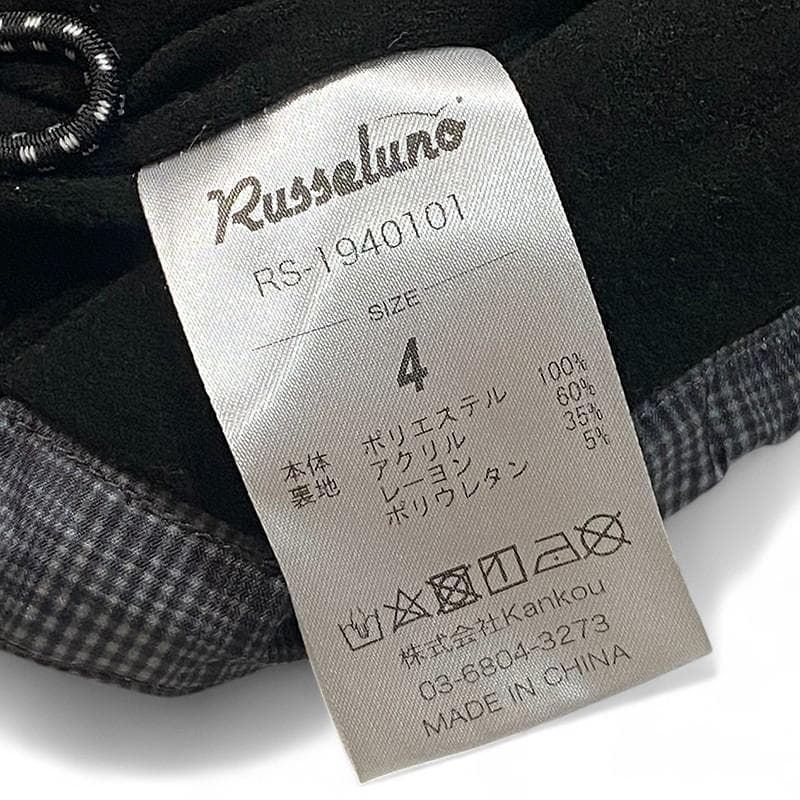 Russeluno
RS-1940101
SIZE
4
本体 ポリエステル 100%
裏地 アクリル 60%
レーヨン 35%
ポリウレタン 5%
株式会社Kankou
03-6804-3273
MADE IN CHINA